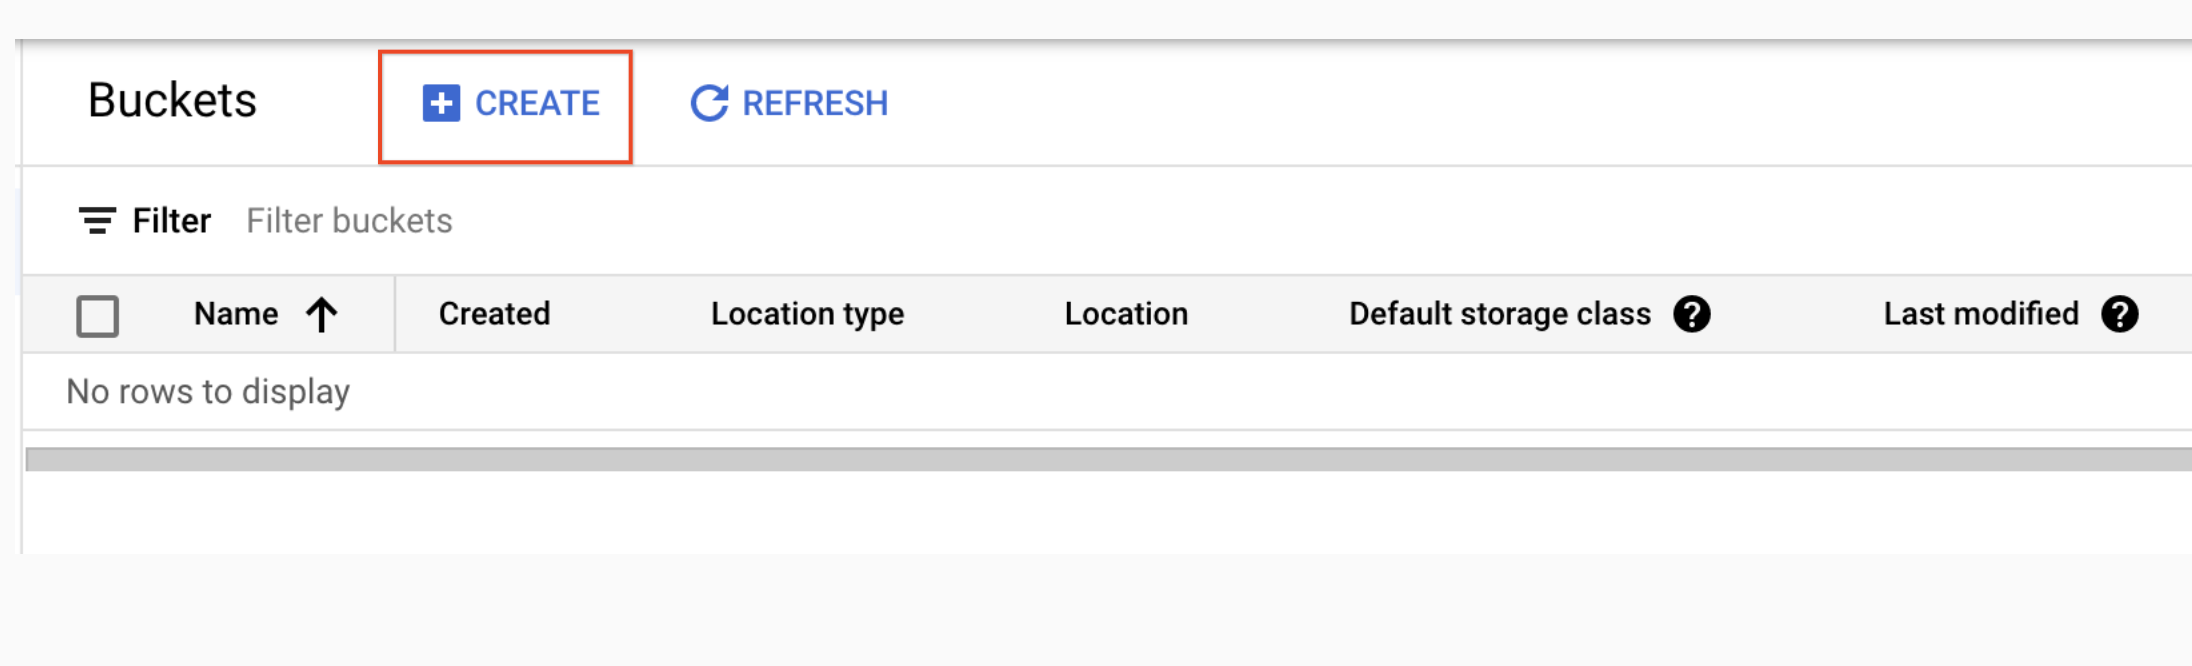 Buckets CREATE REFRESH
Filter Filter buckets
Name Created Location type Location Default storage class ? Last modified ?
No rows to display